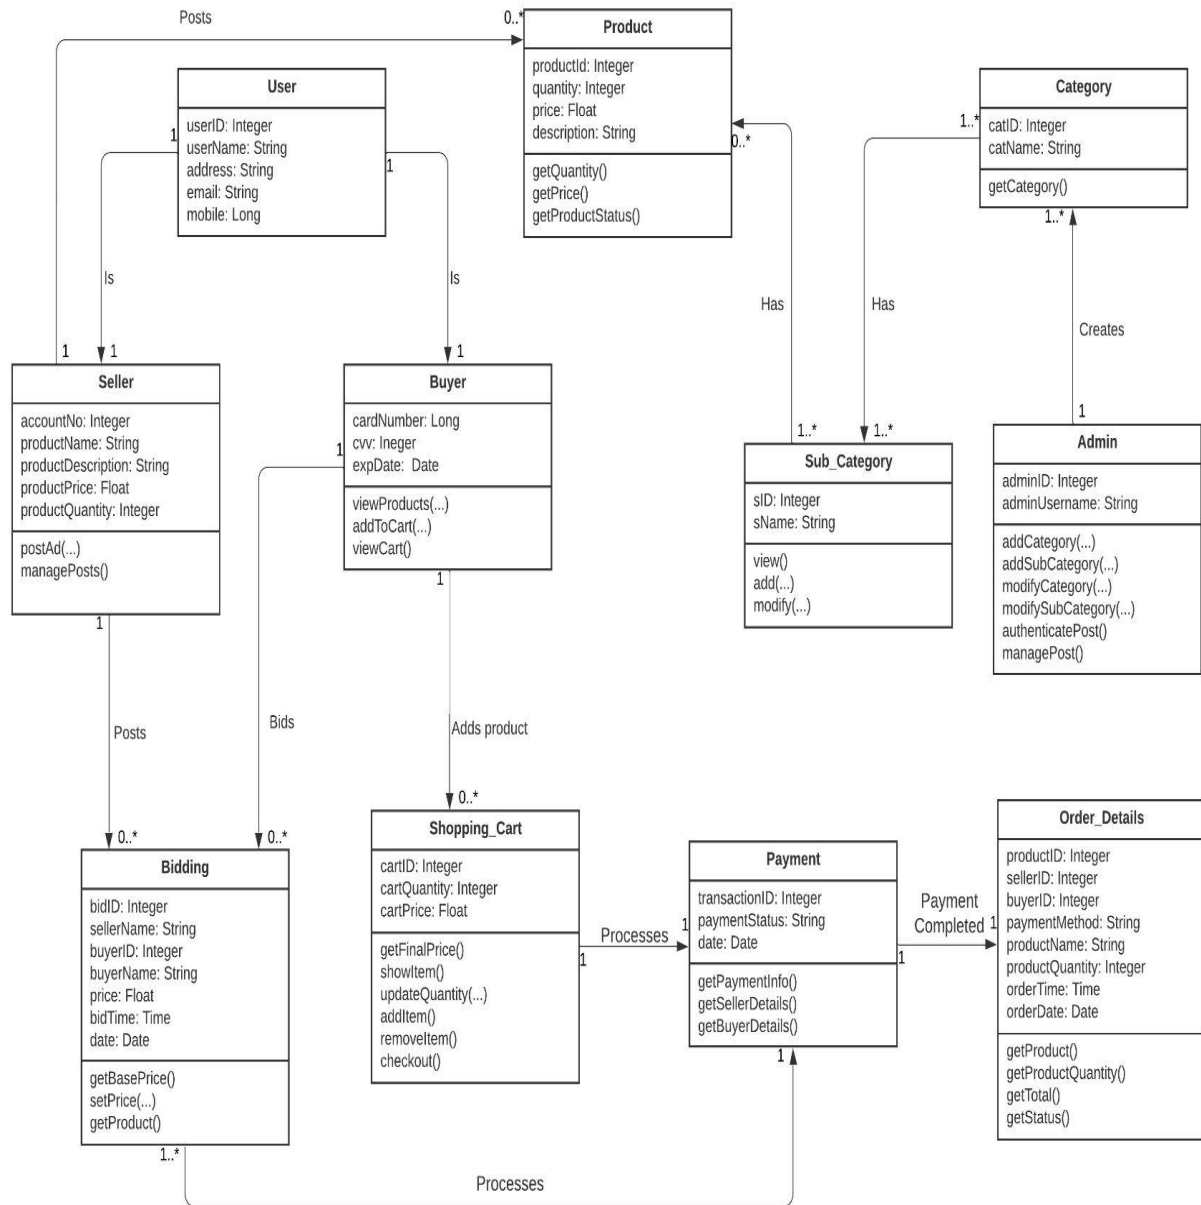 Posts
0..*
Product
productId: Integer
quantity: Integer
price: Float
description: String
getQuantity()
getPrice()
getProductStatus()
0..*
User
userID: Integer
userName: String
address: String
email: String
mobile: Long
1
1
Category
catID: Integer
catName: String
getCategory()
1..*
1..*
Is
Is
Has
Has
Creates
1
1
1
1..*
1..*
1
Seller
accountNo: Integer
productName: String
productDescription: String
productPrice: Float
productQuantity: Integer
postAd(...)
managePosts()
1
Buyer
cardNumber: Long
cvv: Ineger
expDate: Date
viewProducts(...)
addToCart(...)
viewCart()
1
1
Sub_Category
sID: Integer
sName: String
view()
add(...)
modify(...)
Admin
adminID: Integer
adminUsername: String
addCategory(...)
addSubCategory(...)
modifyCategory(...)
modifySubCategory(...)
authenticatePost()
managePost()
Posts
Bids
Adds product
0..*
0..*
0..*
Bidding
bidID: Integer
sellerName: String
buyerID: Integer
buyerName: String
price: Float
bidTime: Time
date: Date
getBasePrice()
setPrice(...)
getProduct()
1..*
Shopping_Cart
cartID: Integer
cartQuantity: Integer
cartPrice: Float
getFinalPrice()
showItem()
updateQuantity(...)
addItem()
removeItem()
checkout()
Processes
1
1
Payment
transactionID: Integer
paymentStatus: String
date: Date
getPaymentInfo()
getSellerDetails()
getBuyerDetails()
1
Payment
Completed
1
1
Order_Details
productID: Integer
sellerID: Integer
buyerID: Integer
paymentMethod: String
productName: String
productQuantity: Integer
orderTime: Time
orderDate: Date
getProduct()
getProductQuantity()
getTotal()
getStatus()
Processes